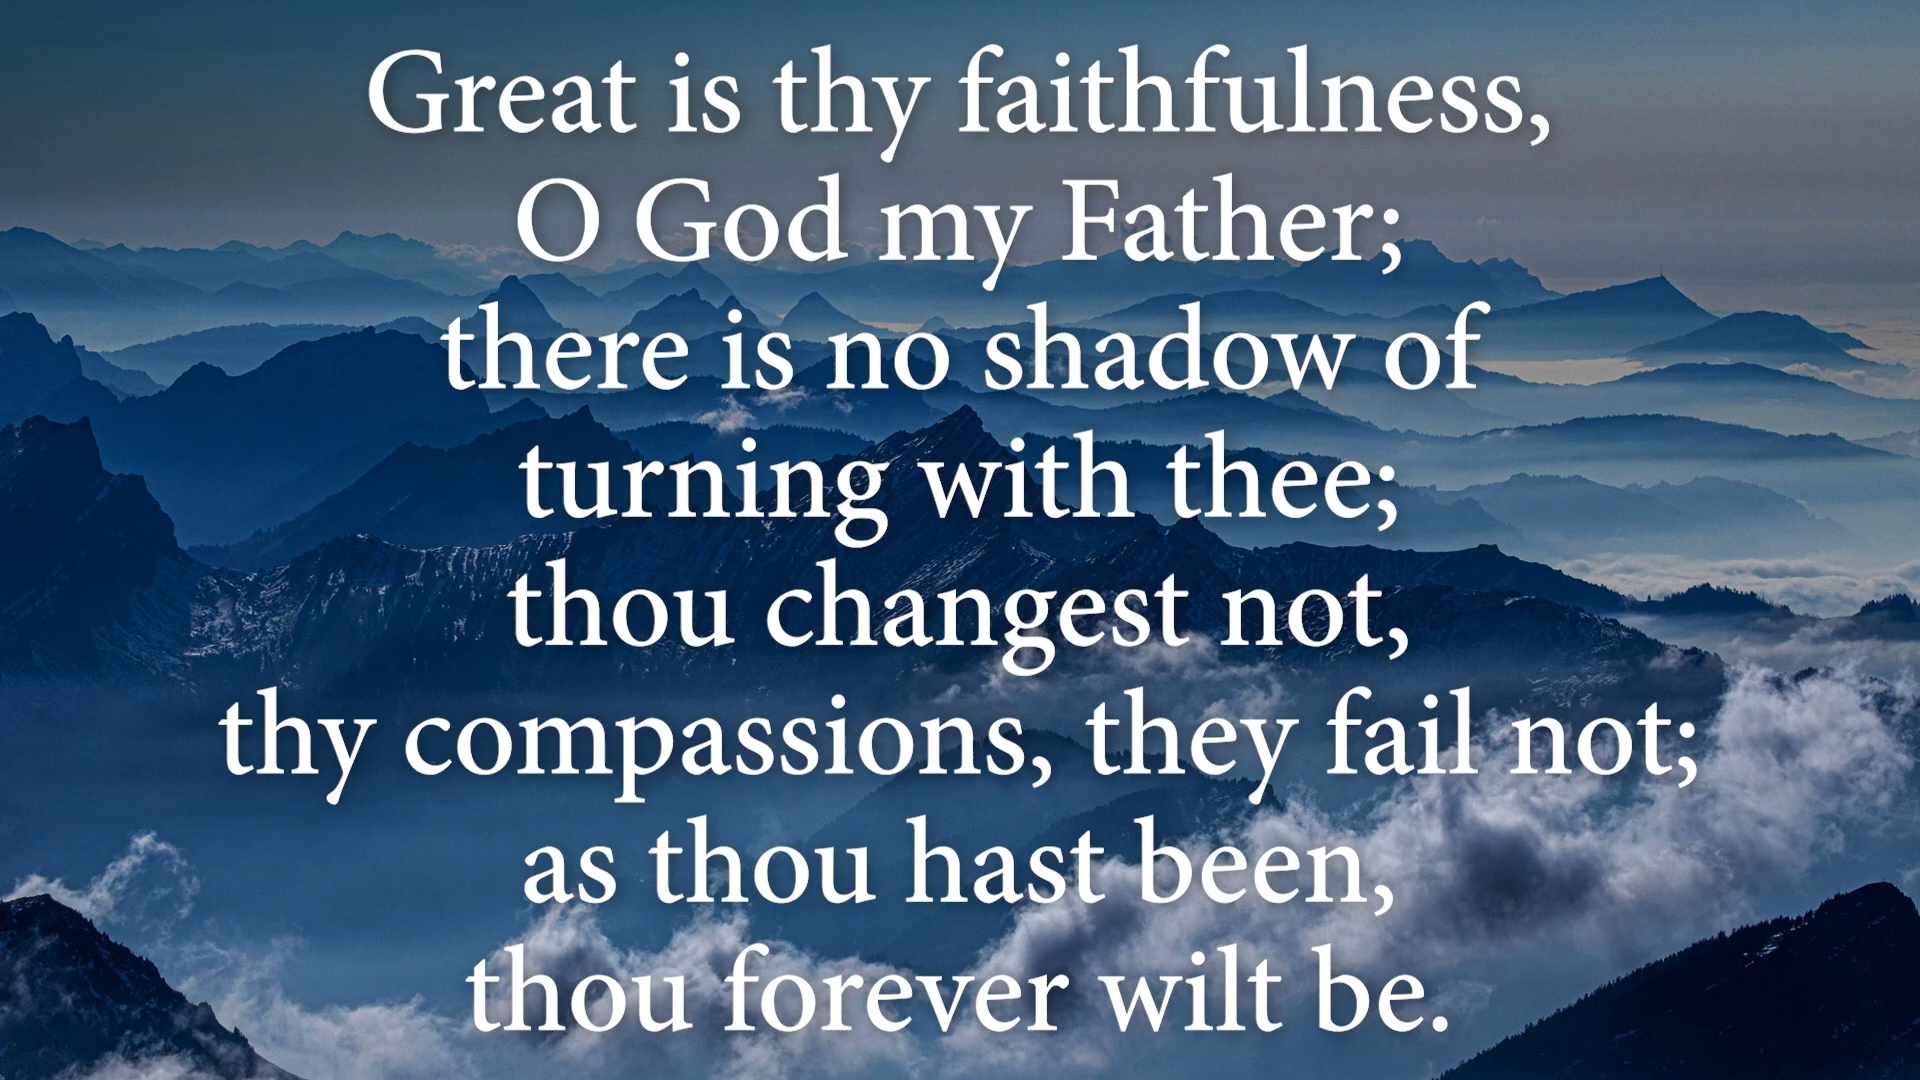 Great is thy faithfulness,
O God my Father;
there is no shadow of
turning with thee;
thou changest not,
thy compassions, they fail not;
as thou hast been,
thou forever wilt be.